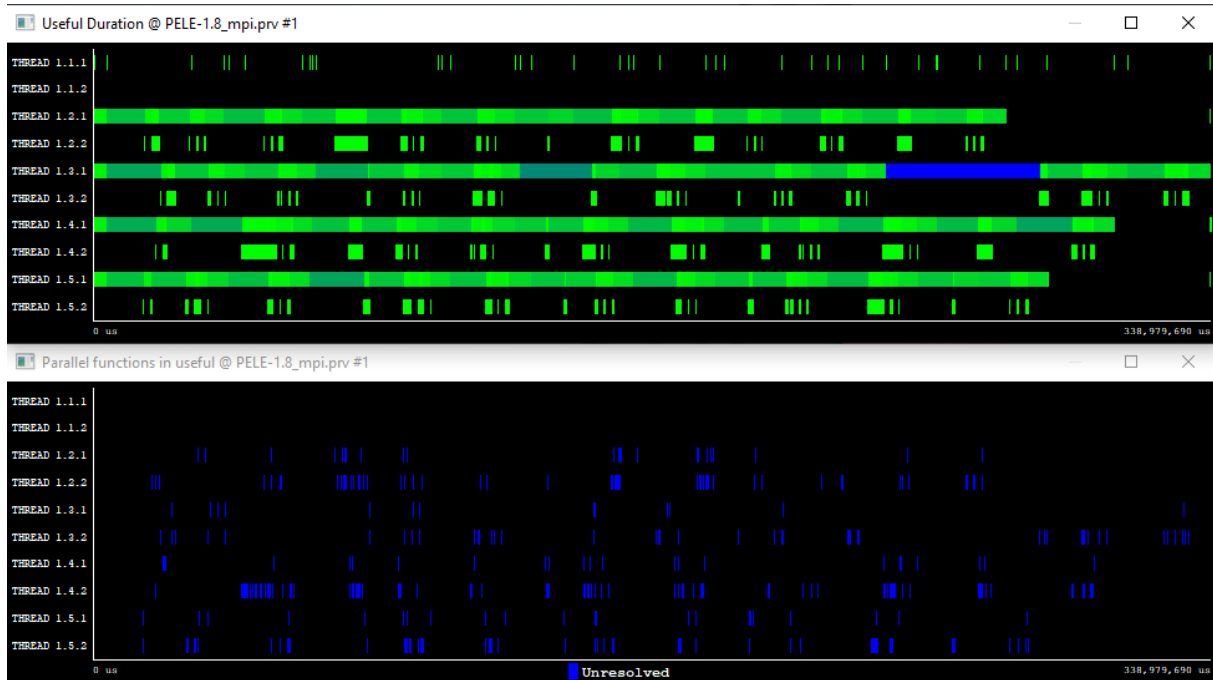 Useful Duration @ PELE-1.8_mpi.prv #1
THREAD 1.1.1
THREAD 1.1.2
THREAD 1.2.1
THREAD 1.2.2
THREAD 1.3.1
THREAD 1.3.2
THREAD 1.4.1
THREAD 1.4.2
THREAD 1.5.1
THREAD 1.5.2
0 us 338,979,690 us
Parallel functions in useful @ PELE-1.8_mpi.prv #1
THREAD 1.1.1
THREAD 1.1.2
THREAD 1.2.1
THREAD 1.2.2
THREAD 1.3.1
THREAD 1.3.2
THREAD 1.4.1
THREAD 1.4.2
THREAD 1.5.1
THREAD 1.5.2
0 us Unresolved 338,979,690 us